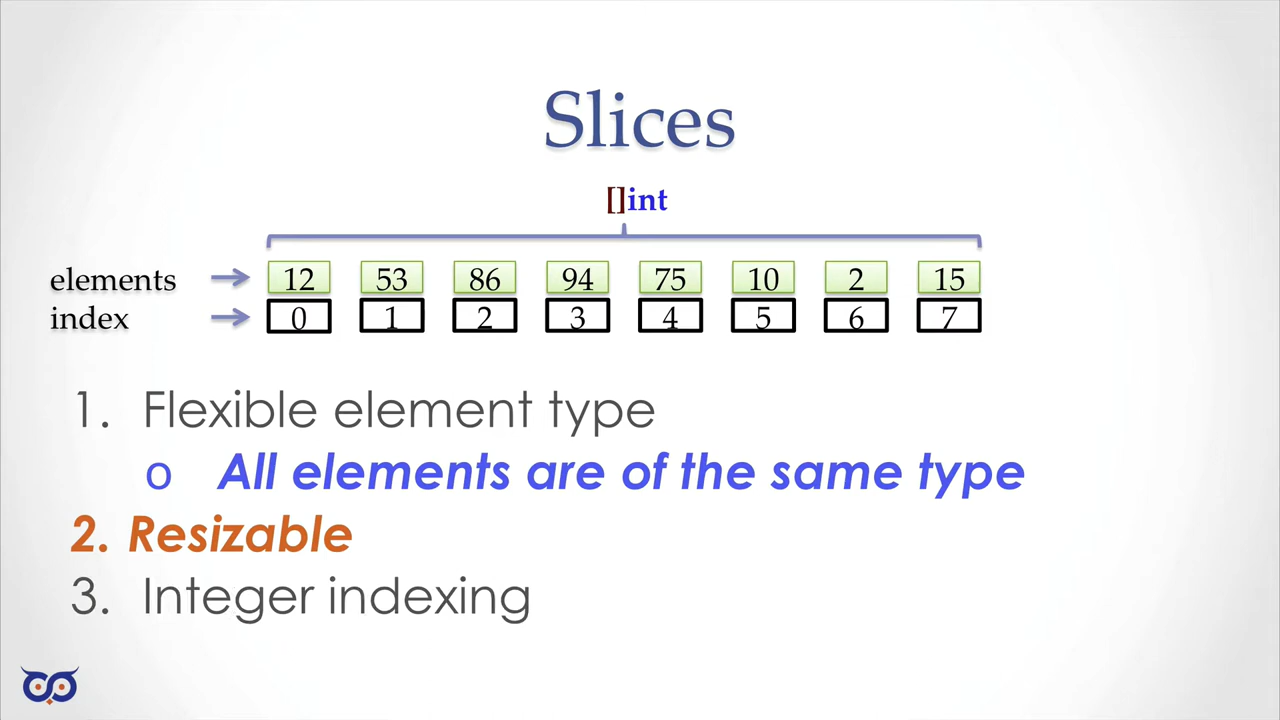 Slices
[]int
elements 12 53 86 94 75 10 2 15
index 0 1 2 3 4 5 6 7
1. Flexible element type
o All elements are of the same type
2. Resizable
3. Integer indexing